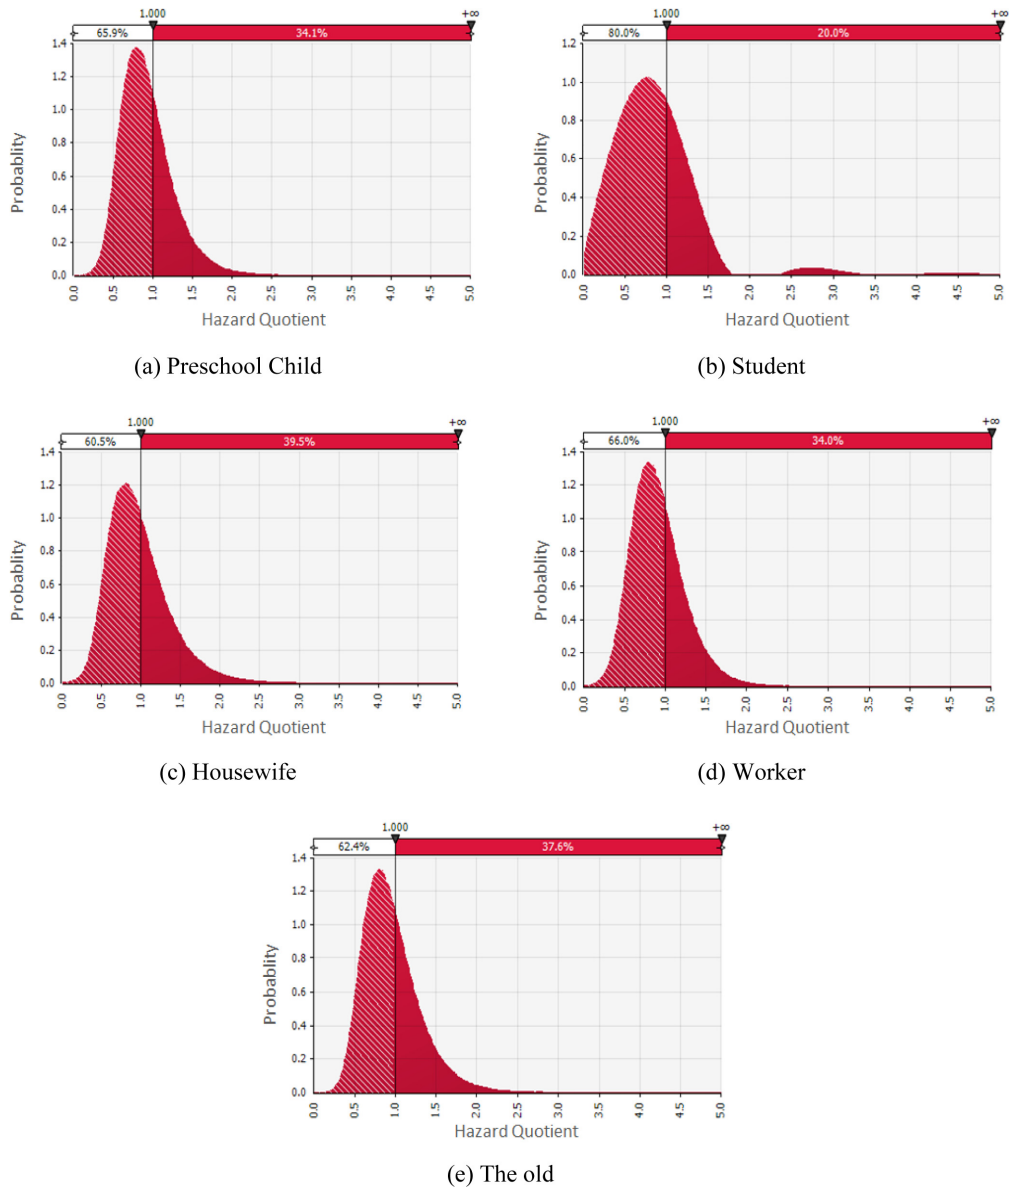 1.000 +∞
65.9% 34.1%
1.4
1.2
1.0
0.8
0.6
0.4
0.2
0.0
Probablity
0.0 0.5 1.0 1.5 2.0 2.5 3.0 3.5 4.0 4.5 5.0
Hazard Quotient
(a) Preschool Child
1.000 +∞
80.0% 20.0%
1.2
1.0
0.8
0.6
0.4
0.2
0.0
Probablity
0.0 0.5 1.0 1.5 2.0 2.5 3.0 3.5 4.0 4.5 5.0
Hazard Quotient
(b) Student
1.000 +∞
60.5% 39.5%
1.4
1.2
1.0
0.8
0.6
0.4
0.2
0.0
Probablity
0.0 0.5 1.0 1.5 2.0 2.5 3.0 3.5 4.0 4.5 5.0
Hazard Quotient
(c) Housewife
1.000 +∞
66.0% 34.0%
1.4
1.2
1.0
0.8
0.6
0.4
0.2
0.0
Probablity
0.0 0.5 1.0 1.5 2.0 2.5 3.0 3.5 4.0 4.5 5.0
Hazard Quotient
(d) Worker
1.000 +∞
62.4% 37.6%
1.4
1.2
1.0
0.8
0.6
0.4
0.2
0.0
Probablity
0.0 0.5 1.0 1.5 2.0 2.5 3.0 3.5 4.0 4.5 5.0
Hazard Quotient
(e) The old